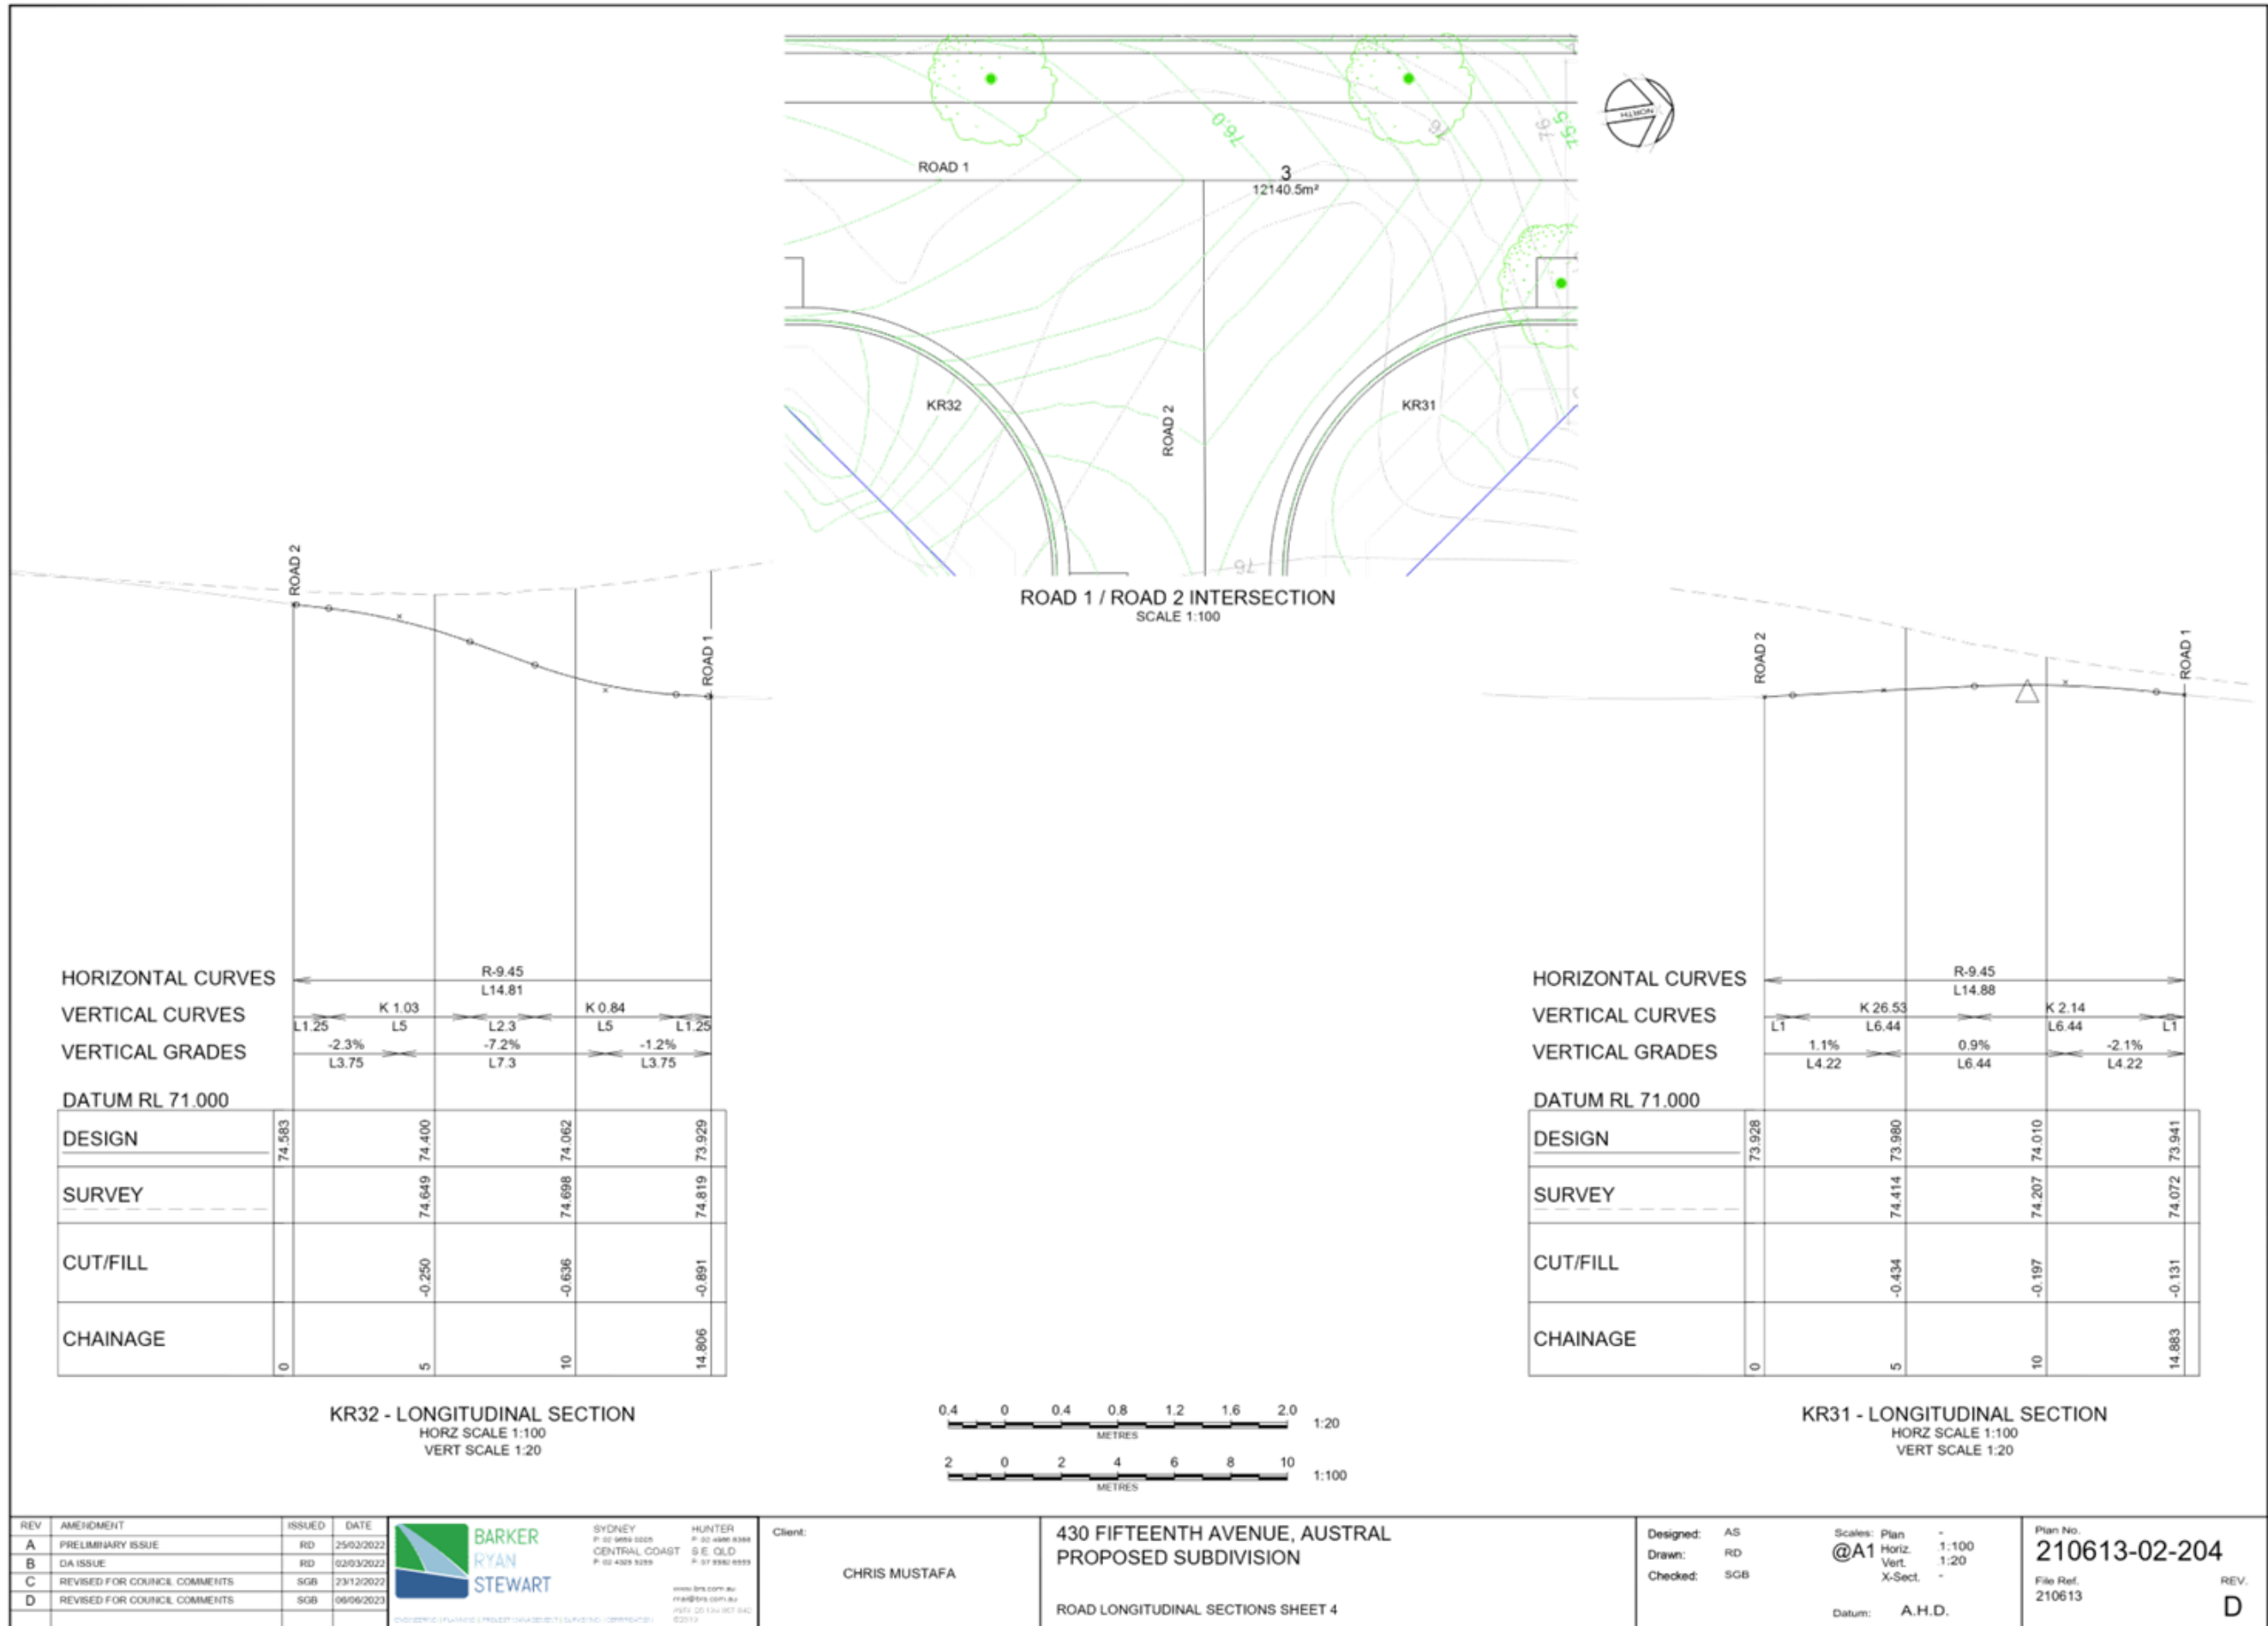 76.0
76
76
75.5
NORTH
ROAD 1
3
12140.5m²
KR32
ROAD 2
KR31
76
ROAD 1 / ROAD 2 INTERSECTION
SCALE 1:100
ROAD 2
ROAD 1
HORIZONTAL CURVES
R-9.45
L14.81
VERTICAL CURVES
K 1.03
K 0.84
L1.25
L5
L2.3
L5
L1.25
VERTICAL GRADES
-2.3%
-7.2%
-1.2%
L3.75
L7.3
L3.75
DATUM RL 71.000
DESIGN
74.583
74.400
74.062
73.929
SURVEY
74.649
74.698
74.819
CUT/FILL
-0.250
-0.636
-0.891
CHAINAGE
0
5
10
14.806
KR32 - LONGITUDINAL SECTION
HORZ SCALE 1:100
VERT SCALE 1:20
ROAD 2
ROAD 1
HORIZONTAL CURVES
R-9.45
L14.88
VERTICAL CURVES
K 26.53
K 2.14
L1
L6.44
L6.44
L1
VERTICAL GRADES
1.1%
0.9%
-2.1%
L4.22
L6.44
L4.22
DATUM RL 71.000
DESIGN
73.928
73.980
74.010
73.941
SURVEY
74.414
74.207
74.072
CUT/FILL
-0.434
-0.197
-0.131
CHAINAGE
0
5
10
14.883
KR31 - LONGITUDINAL SECTION
HORZ SCALE 1:100
VERT SCALE 1:20
0.4 0 0.4 0.8 1.2 1.6 2.0
1:20
METRES
2 0 2 4 6 8 10
1:100
METRES
REV AMENDMENT ISSUED DATE
A PRELIMINARY ISSUE RD 25/02/2022
B DA ISSUE RD 02/03/2022
C REVISED FOR COUNCIL COMMENTS SGB 23/12/2022
D REVISED FOR COUNCIL COMMENTS SGB 06/06/2023
BARKER
RYAN
STEWART
SYDNEY
HUNTER
CENTRAL COAST
S.E. QLD
www.brs.com.au
Client:
CHRIS MUSTAFA
430 FIFTEENTH AVENUE, AUSTRAL
PROPOSED SUBDIVISION
ROAD LONGITUDINAL SECTIONS SHEET 4
Designed: AS
Drawn: RD
Checked: SGB
Scales: Plan -
@A1 Horiz. 1:100
Vert. 1:20
X-Sect. -
Datum: A.H.D.
Plan No.
210613-02-204
File Ref.
210613
REV.
D